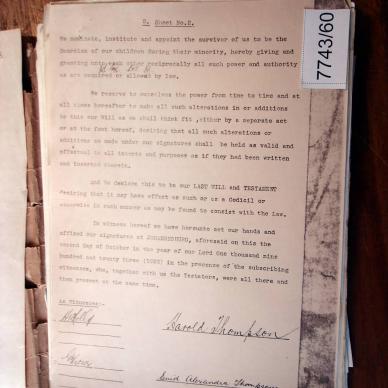 2. Sheet No.2.
7743/60
We nominate, institute and appoint the survivor of us to be the
Guardian of our children during their minority, hereby giving and
granting unto each other reciprocally all such power and authority
as are required or allowed by law.
We reserve to ourselves the power from time to time and at
all times hereafter to make all such alterations in or additions
to this our Will as we shall think fit ,either by a separate act
or at the foot hereof, desiring that all such alterations or
additions so made under our signatures shall be held as valid and
effectual to all intents and purposes as if they had been written
and inserted herein.
And We declare this to be our LAST WILL and TESTAMENT
desiring that it may have effect as such or as a Codicil or
otherwise in such manner as may be found to consist with the Law.
In witness hereof we have hereunto set our hands and
affixed our signatures at JOHANNESBURG, aforesaid on this the
second day of October in the year of our Lord One thousand nine
hundred and twenty three (1923) in the presence of the subscribing
witnesses, who, together with us the Testators, were all there and
then present at the same time.
As Witnesses:-
Harold Thompson
Enid Alexandra Thompson